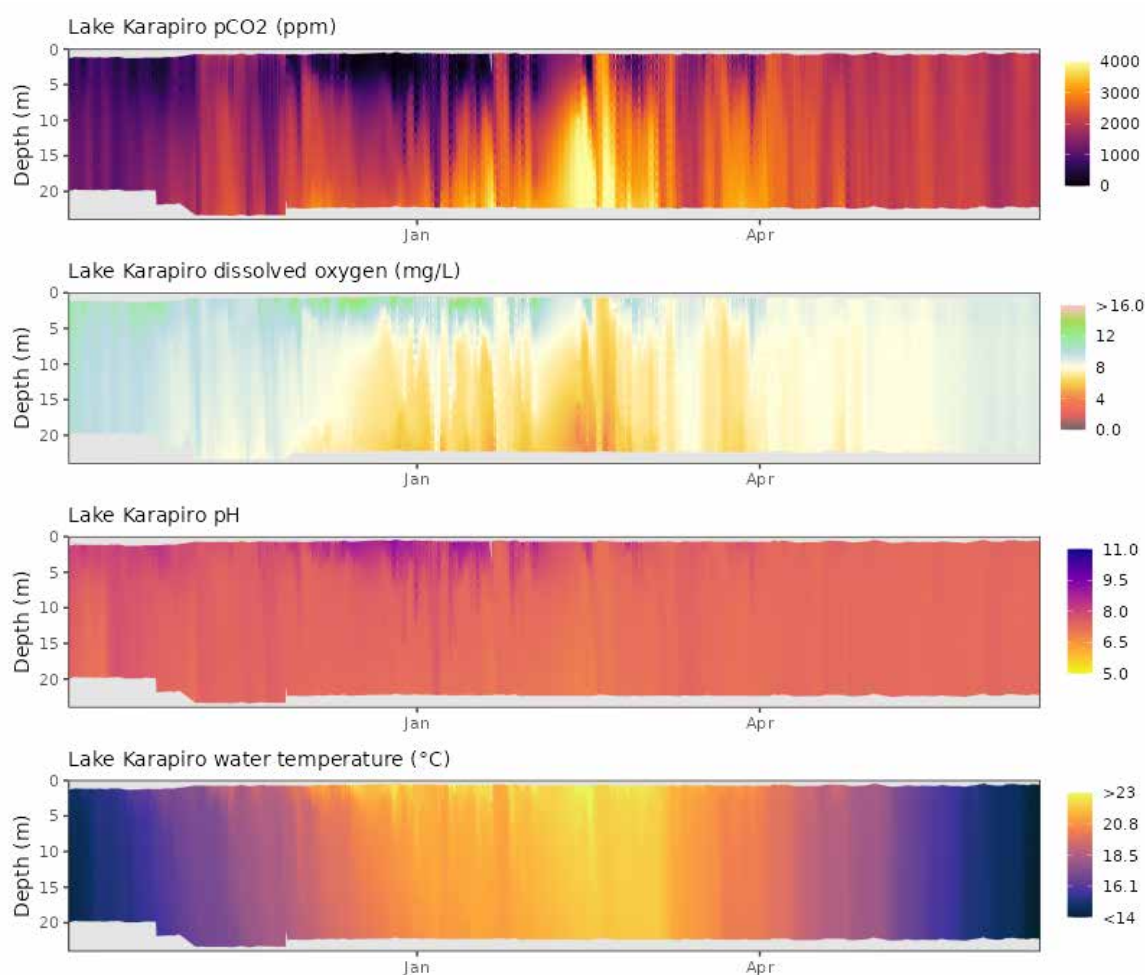 Lake Karapiro pCO2 (ppm)
0
5
10
15
20
Depth (m)
Jan
Apr
4000
3000
2000
1000
0
Lake Karapiro dissolved oxygen (mg/L)
0
5
10
15
20
Depth (m)
Jan
Apr
>16.0
12
8
4
0.0
Lake Karapiro pH
0
5
10
15
20
Depth (m)
Jan
Apr
11.0
9.5
8.0
6.5
5.0
Lake Karapiro water temperature (°C)
0
5
10
15
20
Depth (m)
Jan
Apr
>23
20.8
18.5
16.1
<14